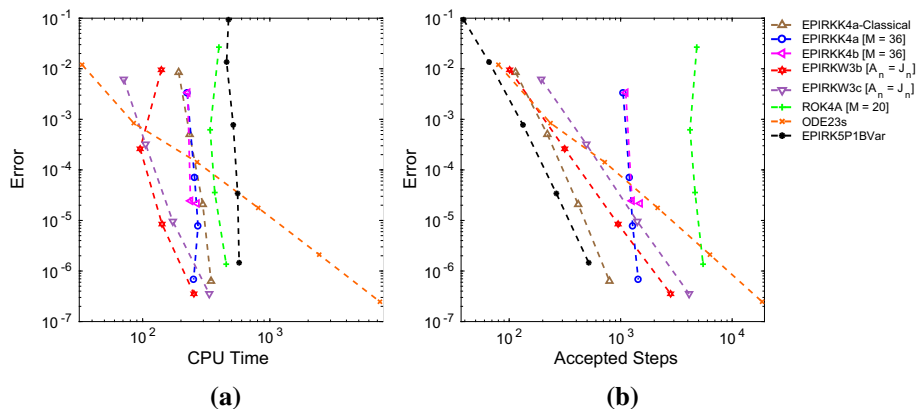 10^-1
10^-2
10^-3
10^-4
10^-5
10^-6
10^-7
Error
10^2
10^3
CPU Time
(a)
10^-1
10^-2
10^-3
10^-4
10^-5
10^-6
10^-7
Error
10^2
10^3
10^4
Accepted Steps
(b)
EPIRKK4a-Classical
EPIRKK4a [M = 36]
EPIRKK4b [M = 36]
EPIRKW3b [A_n = J_n]
EPIRKW3c [A_n = J_n]
ROK4A [M = 20]
ODE23s
EPIRK5P1BVar